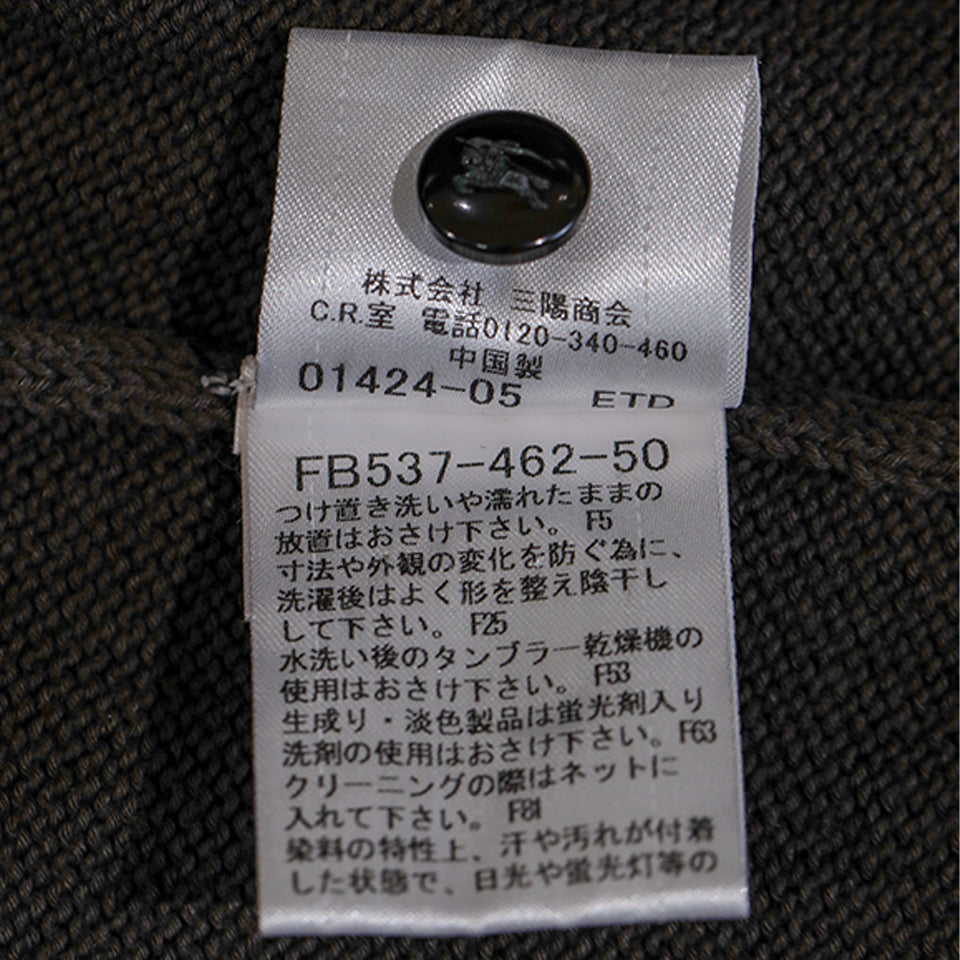 株式会社 三陽商会
C.R.室 電話0120-340-460
中国製
01424-05 ETD
FB537-462-50
つけ置き洗いや濡れたままの
放置はおさけ下さい。 F5
寸法や外観の変化を防ぐ為に、
洗濯後はよく形を整え陰干し
して下さい。 F25
水洗い後のタンブラー乾燥機の
使用はおさけ下さい。 F53
生成り・淡色製品は蛍光剤入り
洗剤の使用はおさけ下さい。F63
クリーニングの際はネットに
入れて下さい。 F81
染料の特性上、汗や汚れが付着
した状態で、日光や蛍光灯等の